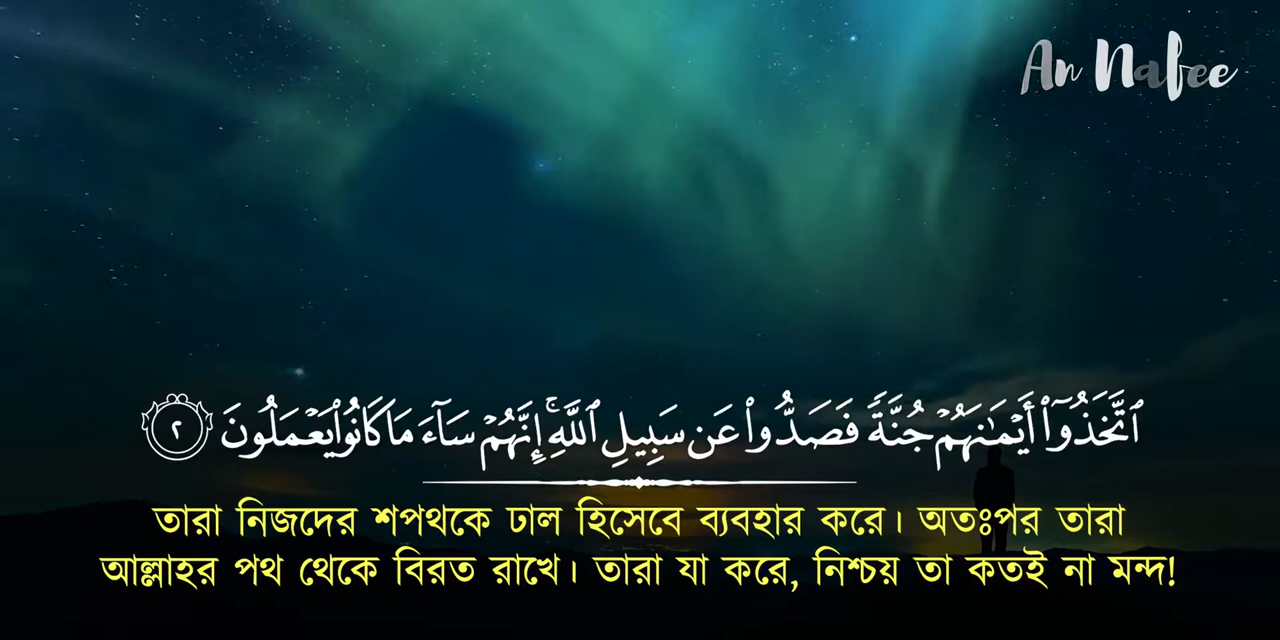 An Nafee
ٱتَّخَذُوٓا۟ أَيْمَـٰنَهُمْ جُنَّةً فَصَدُّوا۟ عَن سَبِيلِ ٱللَّهِ ۚ إِنَّهُمْ سَآءَ مَا كَانُوا۟ يَعْمَلُونَ ٢
তারা নিজদের শপথকে ঢাল হিসেবে ব্যবহার করে। অতঃপর তারা
আল্লাহর পথ থেকে বিরত রাখে। তারা যা করে, নিশ্চয় তা কতই না মন্দ!